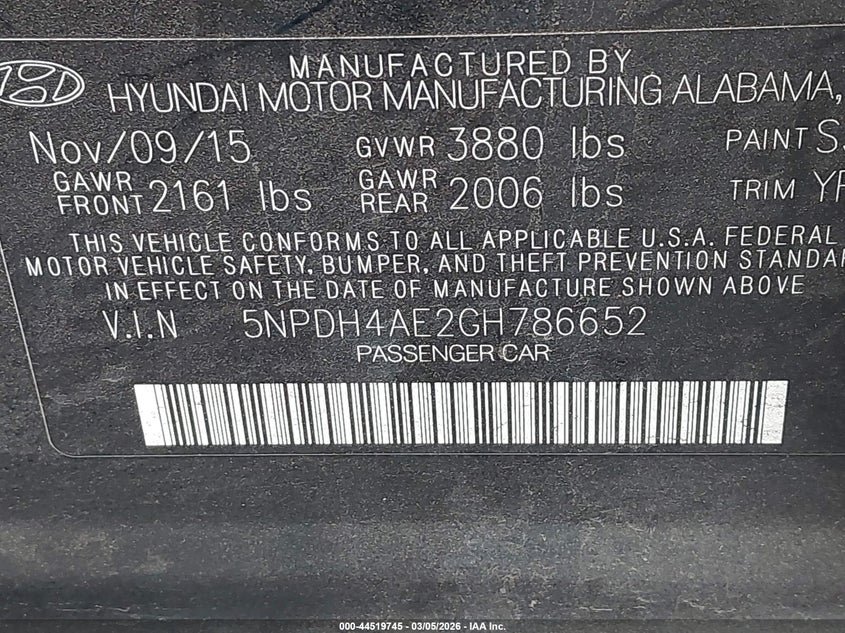 MANUFACTURED BY
HYUNDAI MOTOR MANUFACTURING ALABAMA,
Nov/09/15 GVWR 3880 lbs PAINT
GAWR FRONT 2161 lbs GAWR REAR 2006 lbs TRIM
THIS VEHICLE CONFORMS TO ALL APPLICABLE U.S.A. FEDERAL
MOTOR VEHICLE SAFETY, BUMPER, AND THEFT PREVENTION STANDAR
IN EFFECT ON THE DATE OF MANUFACTURE SHOWN ABOVE
V.I.N 5NPDH4AE2GH786652
PASSENGER CAR
000-44519745 - 03/05/2026 - IAA Inc.